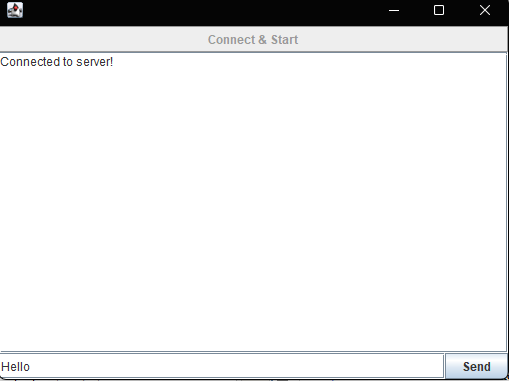 Connect & Start
Connected to server!
Hello
Send